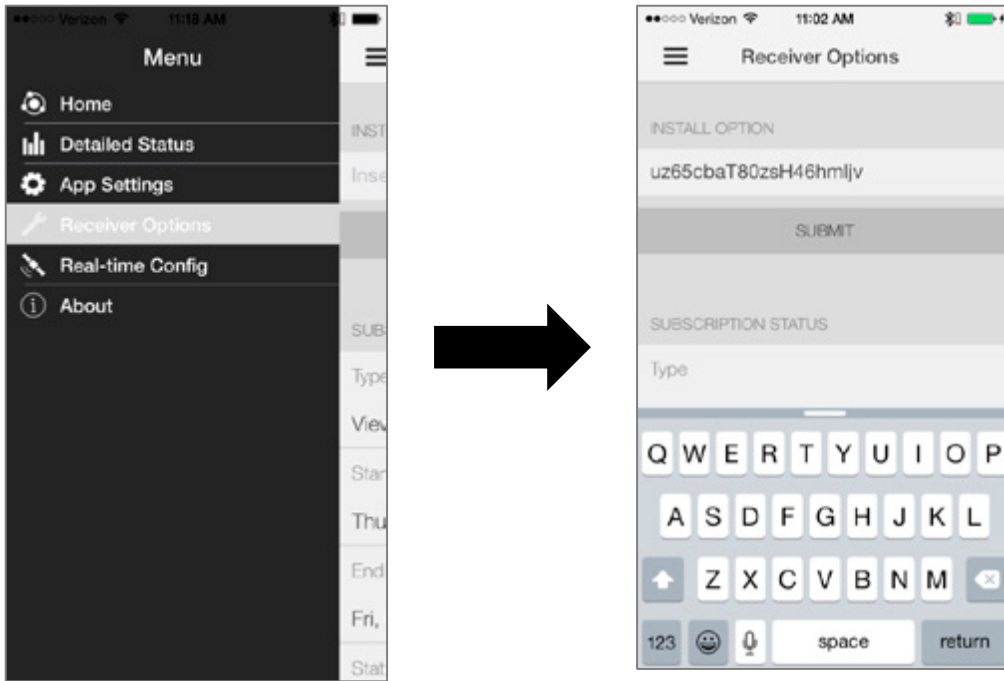 Verizon 11:18 AM
Menu
Home
Detailed Status
App Settings
Receiver Options
Real-time Config
About
INST
Inse
SUB
Type
View
Star
Thu
End
Fri,
Stat
Verizon 11:02 AM
Receiver Options
INSTALL OPTION
uz65cbaT80zsH46hmljv
SUBMIT
SUBSCRIPTION STATUS
Type
Q W E R T Y U I O P
A S D F G H J K L
Z X C V B N M
123 space return